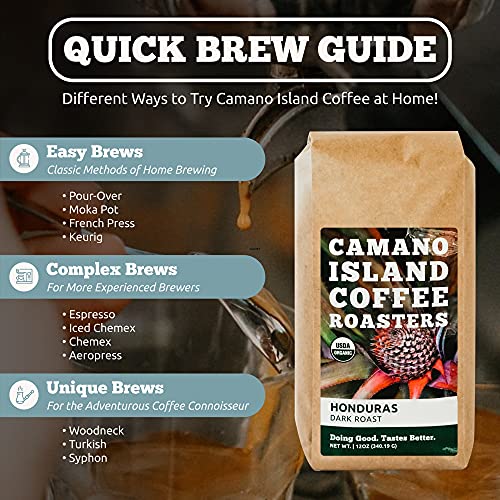 QUICK BREW GUIDE
Different Ways to Try Camano Island Coffee at Home!
Easy Brews
Classic Methods of Home Brewing
• Pour-Over
• Moka Pot
• French Press
• Keurig
Complex Brews
For More Experienced Brewers
• Espresso
• Iced Chemex
• Chemex
• Aeropress
Unique Brews
For the Adventurous Coffee Connoisseur
• Woodneck
• Turkish
• Syphon
CAMANO
ISLAND
COFFEE
ROASTERS
USDA
ORGANIC
HONDURAS
DARK ROAST
Doing Good. Tastes Better.
NET WT. | 12OZ (340.19 G)